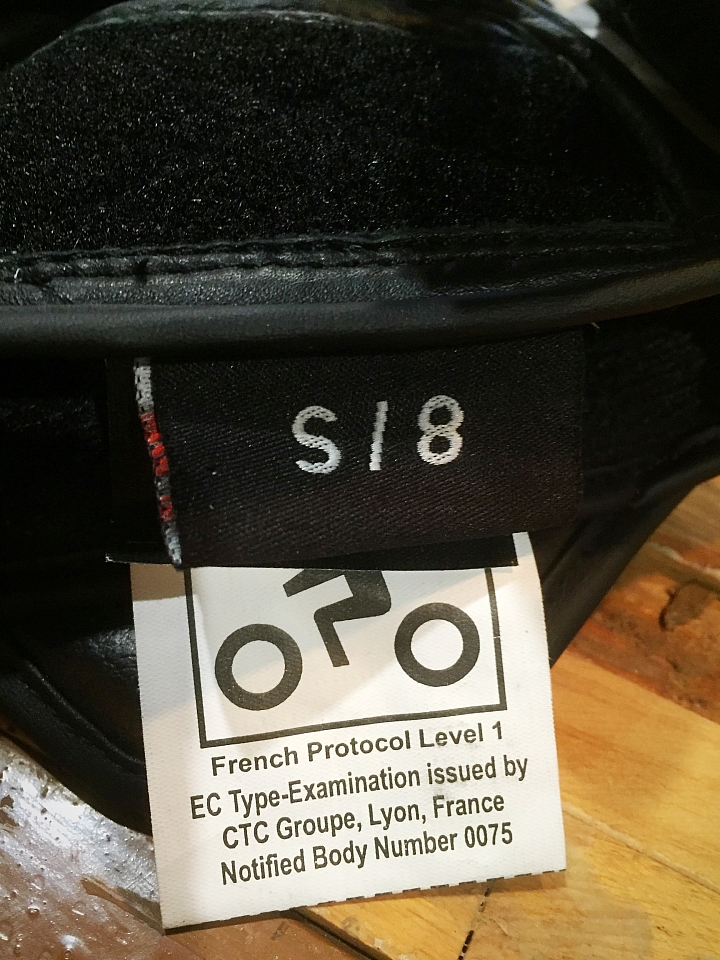 S/8
French Protocol Level 1
EC Type-Examination issued by
CTC Groupe, Lyon, France
Notified Body Number 0075